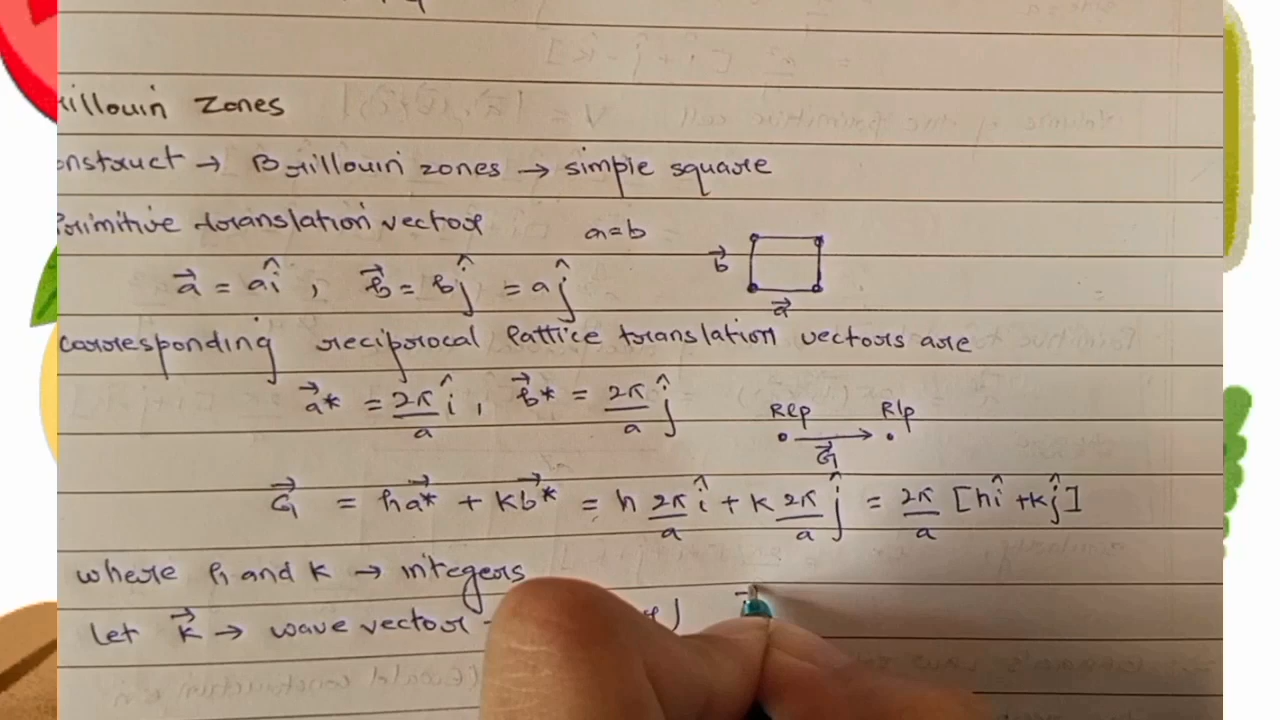 rillouin Zones
onstruct → Brillouin zones → simple square
Primitive translation vector a=b
a⃗ = aî , b⃗ = bĵ = aĵ b⃗
a⃗
Corresponding reciprocal lattice translation vectors are
a⃗* = 2π/a î , b⃗* = 2π/a ĵ
Rlp Rlp
G⃗
G⃗ = ha⃗* + kb⃗* = h 2π/a î + k 2π/a ĵ = 2π/a [hî + kĵ]
where h and k → integers
Let k⃗ → wave vector